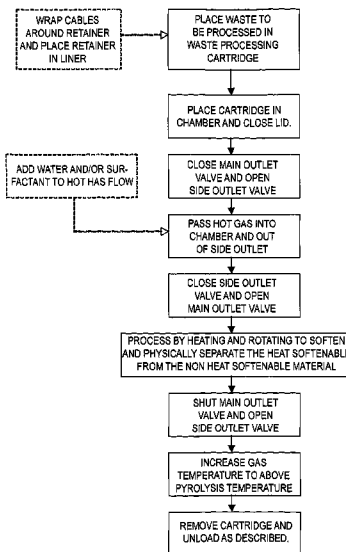 WRAP CABLES
AROUND RETAINER
AND PLACE RETAINER
IN LINER
PLACE WASTE TO
BE PROCESSED IN
WASTE PROCESSING
CARTRIDGE
PLACE CARTRIDGE IN
CHAMBER AND CLOSE LID.
CLOSE MAIN OUTLET
VALVE AND OPEN
SIDE OUTLET VALVE
ADD WATER AND/OR SUR-
FACTANT TO HOT HAS FLOW
PASS HOT GAS INTO
CHAMBER AND OUT
OF SIDE OUTLET
CLOSE SIDE OUTLET
VALVE AND OPEN
MAIN OUTLET VALVE
PROCESS BY HEATING AND ROTATING TO SOFTEN
AND PHYSICALLY SEPARATE THE HEAT SOFTENABLE
FROM THE NON HEAT SOFTENABLE MATERIAL
SHUT MAIN OUTLET
VALVE AND OPEN
SIDE OUTLET VALVE
INCREASE GAS
TEMPERATURE TO ABOVE
PYROLYSIS TEMPERATURE
REMOVE CARTRIDGE AND
UNLOAD AS DESCRIBED.